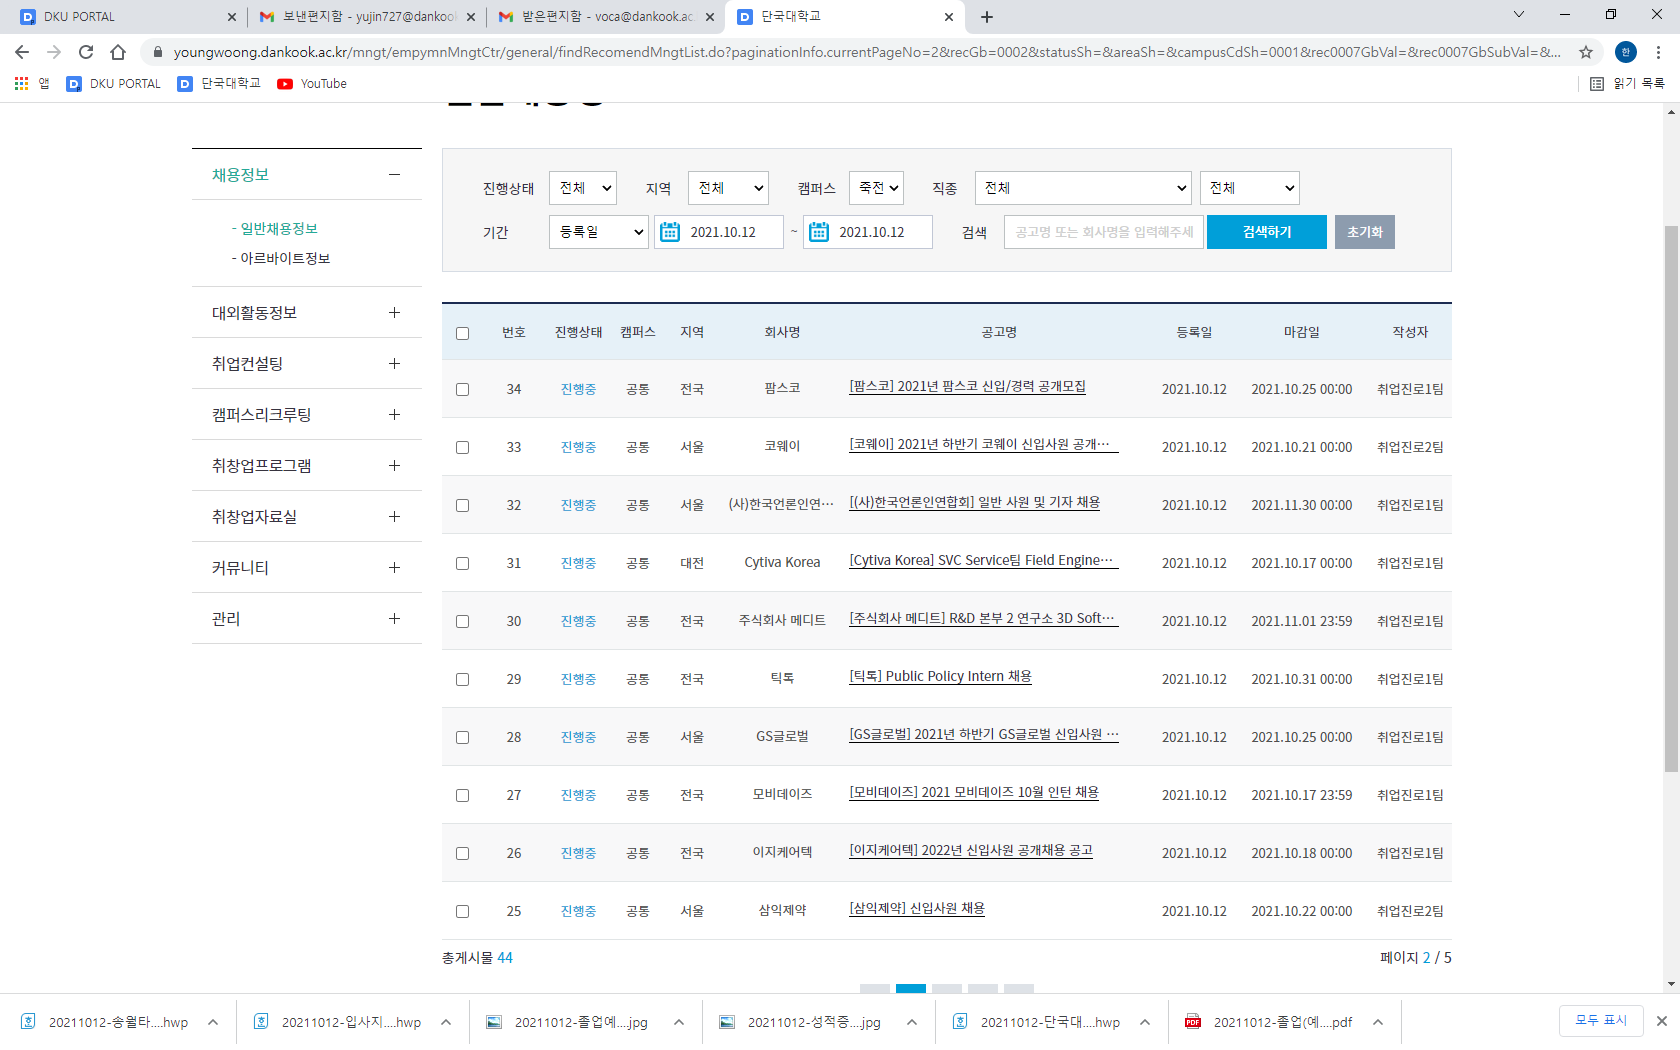 DKU PORTAL
보낸편지함 - yujin727@dankoo
받은편지함 - voca@dankook.ac.
단국대학교
youngwoong.dankook.ac.kr/mngt/empymnMngtCtr/general/findRecomendMngtList.do?paginationInfo.currentPageNo=2&recGb=0002&statusSh=&areaSh=&campusCdSh=0001&rec0007GbVal=&rec0007GbSubVal=&...
한
앱
DKU PORTAL
단국대학교
YouTube
읽기 목록
채용정보
- 일반채용정보
- 아르바이트정보
대외활동정보
취업컨설팅
캠퍼스리크루팅
취창업프로그램
취창업자료실
커뮤니티
관리
진행상태 전체 지역 전체 캠퍼스 죽전 직종 전체 전체
기간 등록일 2021.10.12 ~ 2021.10.12 검색 공고명 또는 회사명을 입력해주세 검색하기 초기화
번호 진행상태 캠퍼스 지역 회사명 공고명 등록일 마감일 작성자
34 진행중 공통 전국 팜스코 [팜스코] 2021년 팜스코 신입/경력 공개모집 2021.10.12 2021.10.25 00:00 취업진로1팀
33 진행중 공통 서울 코웨이 [코웨이] 2021년 하반기 코웨이 신입사원 공개… 2021.10.12 2021.10.21 00:00 취업진로2팀
32 진행중 공통 서울 (사)한국언론인연… [(사)한국언론인연합회] 일반 사원 및 기자 채용 2021.10.12 2021.11.30 00:00 취업진로1팀
31 진행중 공통 대전 Cytiva Korea [Cytiva Korea] SVC Service팀 Field Engine… 2021.10.12 2021.10.17 00:00 취업진로1팀
30 진행중 공통 전국 주식회사 메디트 [주식회사 메디트] R&D 본부 2 연구소 3D Soft… 2021.10.12 2021.11.01 23:59 취업진로1팀
29 진행중 공통 전국 틱톡 [틱톡] Public Policy Intern 채용 2021.10.12 2021.10.31 00:00 취업진로1팀
28 진행중 공통 서울 GS글로벌 [GS글로벌] 2021년 하반기 GS글로벌 신입사원 … 2021.10.12 2021.10.25 00:00 취업진로1팀
27 진행중 공통 전국 모비데이즈 [모비데이즈] 2021 모비데이즈 10월 인턴 채용 2021.10.12 2021.10.17 23:59 취업진로1팀
26 진행중 공통 전국 이지케어텍 [이지케어텍] 2022년 신입사원 공개채용 공고 2021.10.12 2021.10.18 00:00 취업진로1팀
25 진행중 공통 서울 삼익제약 [삼익제약] 신입사원 채용 2021.10.12 2021.10.22 00:00 취업진로2팀
총게시물 44
페이지 2 / 5
20211012-송월타....hwp
20211012-입사지....hwp
20211012-졸업예....jpg
20211012-성적증....jpg
20211012-단국대....hwp
20211012-졸업(예....pdf
모두 표시